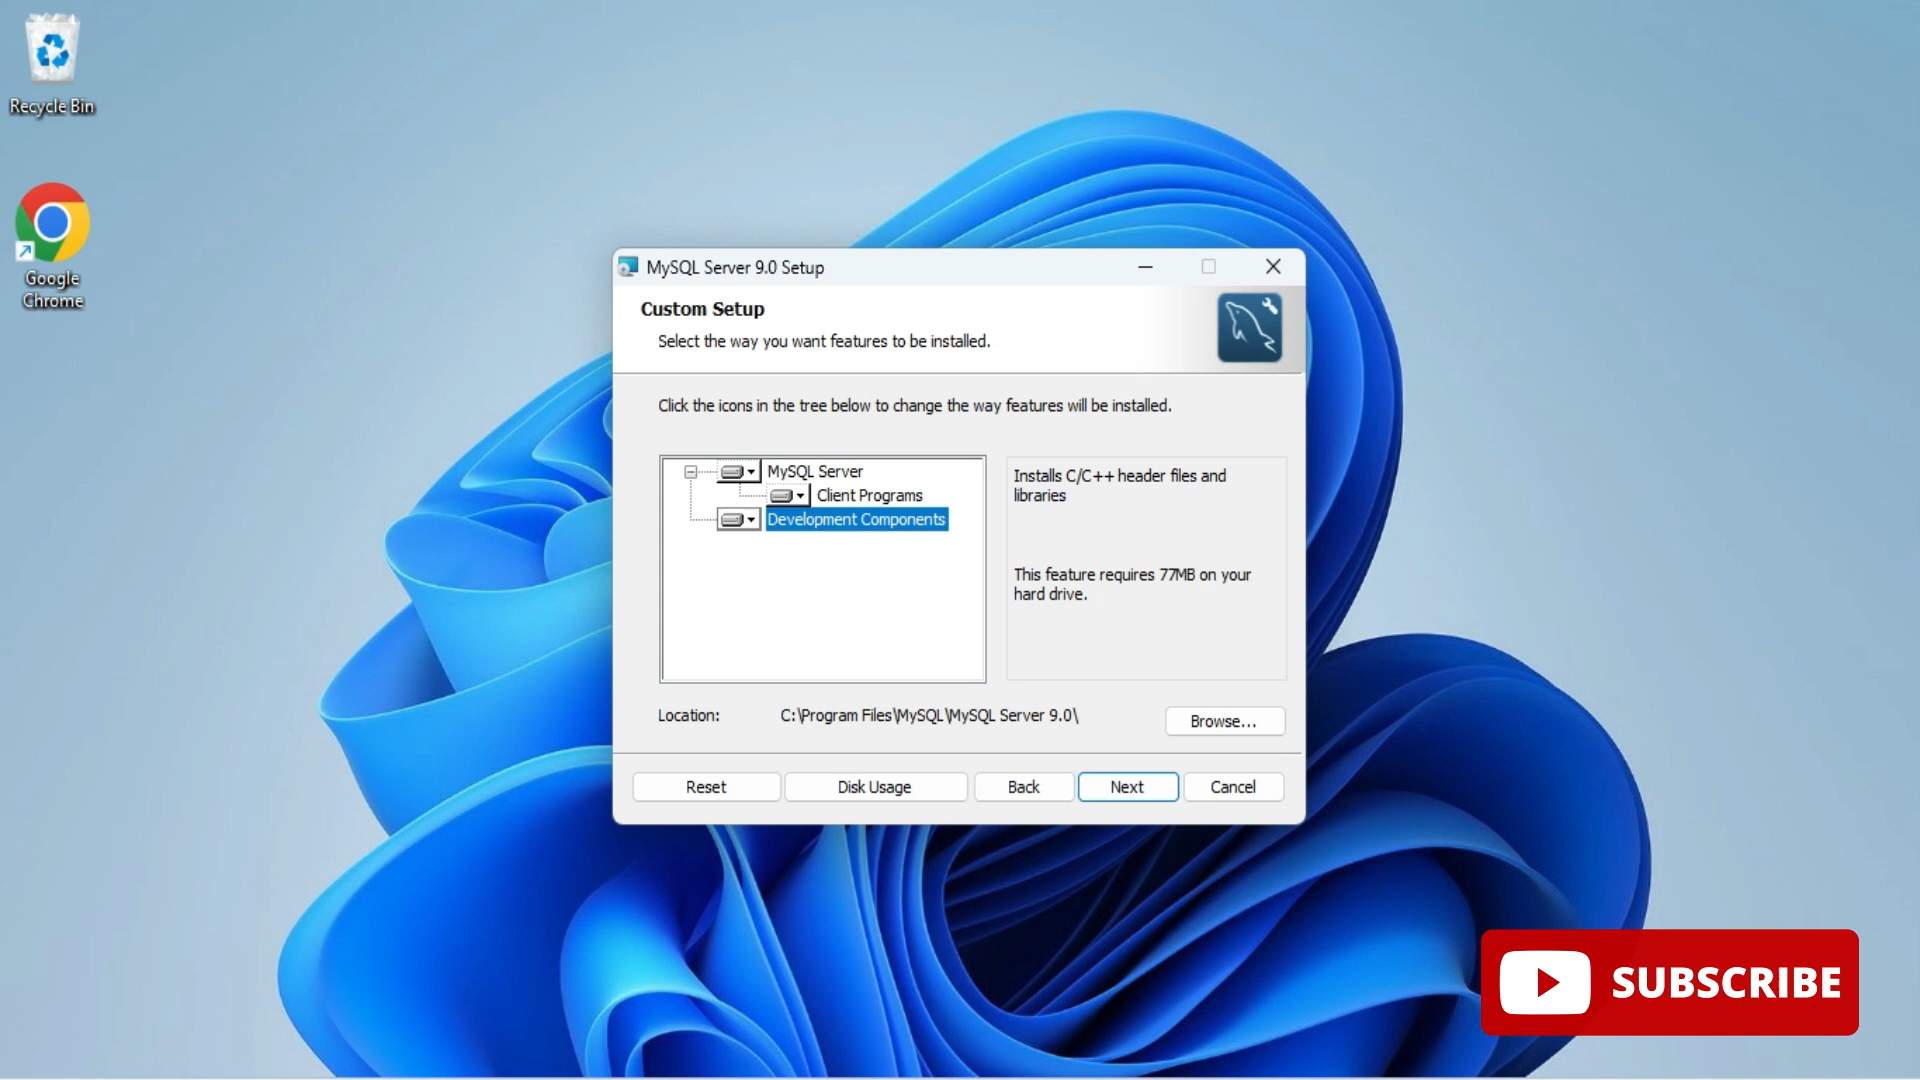 Recycle Bin
Google
Chrome
MySQL Server 9.0 Setup
Custom Setup
Select the way you want features to be installed.
Click the icons in the tree below to change the way features will be installed.
MySQL Server
Client Programs
Development Components
Installs C/C++ header files and
libraries
This feature requires 77MB on your
hard drive.
Location:
C:\Program Files\MySQL\MySQL Server 9.0\
Browse...
Reset
Disk Usage
Back
Next
Cancel
SUBSCRIBE